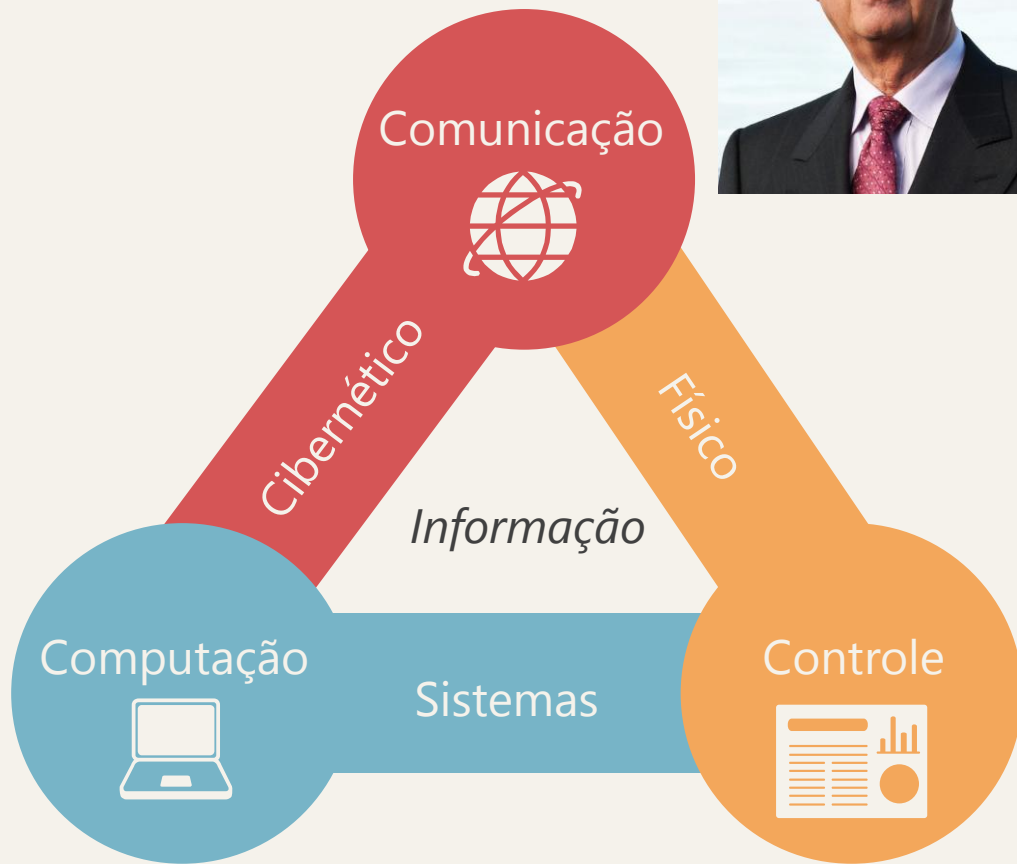 Comunicação
Cibernético
Físico
Informação
Computação
Sistemas
Controle